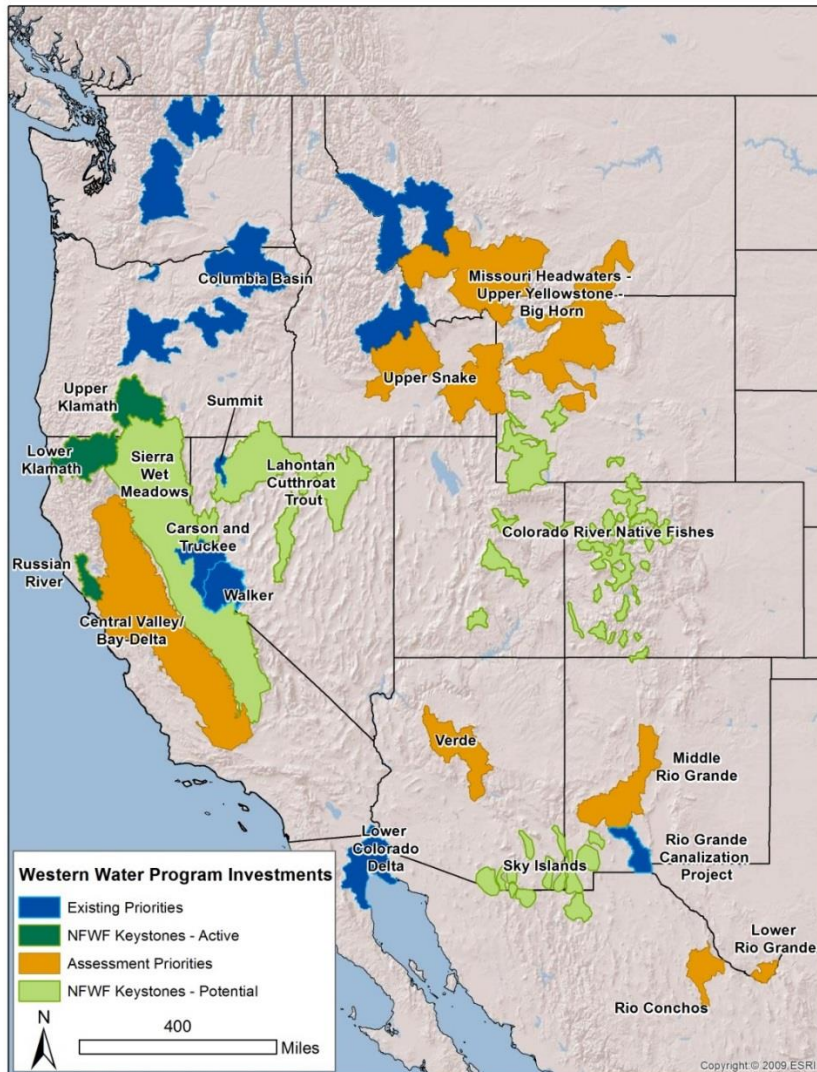 Columbia Basin
Missouri Headwaters -
Upper Yellowstone -
Big Horn
Upper Snake
Upper
Klamath
Summit
Lower
Klamath
Sierra
Wet
Meadows
Lahontan
Cutthroat
Trout
Carson and
Truckee
Colorado River Native Fishes
Russian
River
Walker
Central Valley/
Bay-Delta
Verde
Middle
Rio Grande
Lower
Colorado
Delta
Sky Islands
Rio Grande
Canalization
Project
Lower
Rio Grande
Rio Conchos
Western Water Program Investments
Existing Priorities
NFWF Keystones - Active
Assessment Priorities
NFWF Keystones - Potential
N
400
Miles
Copyright:© 2009 ESRI